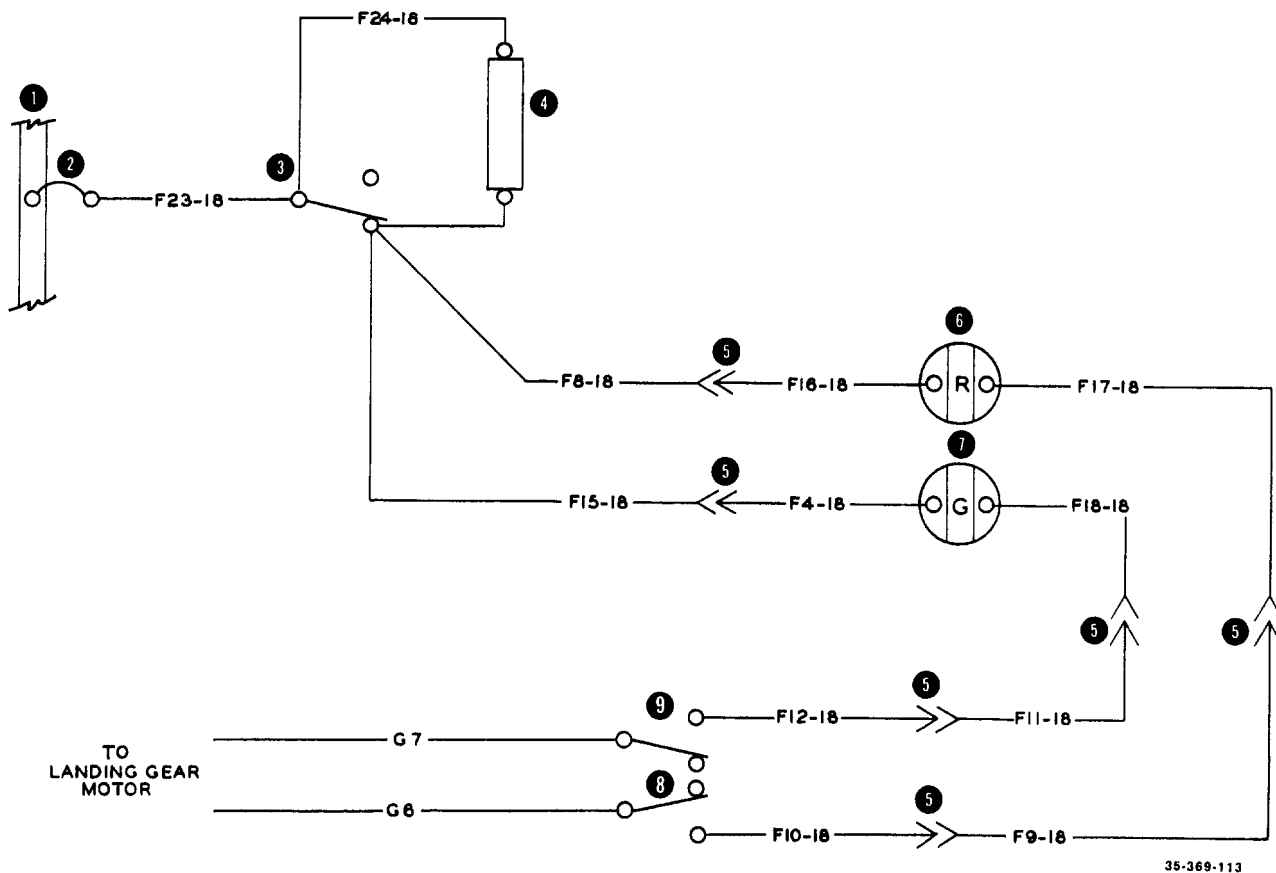 F24-18
1
4
2
3
F23-18
6
5
F8-18
F16-18
R
F17-18
7
5
F15-18
F4-18
G
F18-18
5
5
9
5
F12-18
F11-18
G7
TO
LANDING GEAR
MOTOR
8
5
G6
F10-18
F9-18
35-369-113